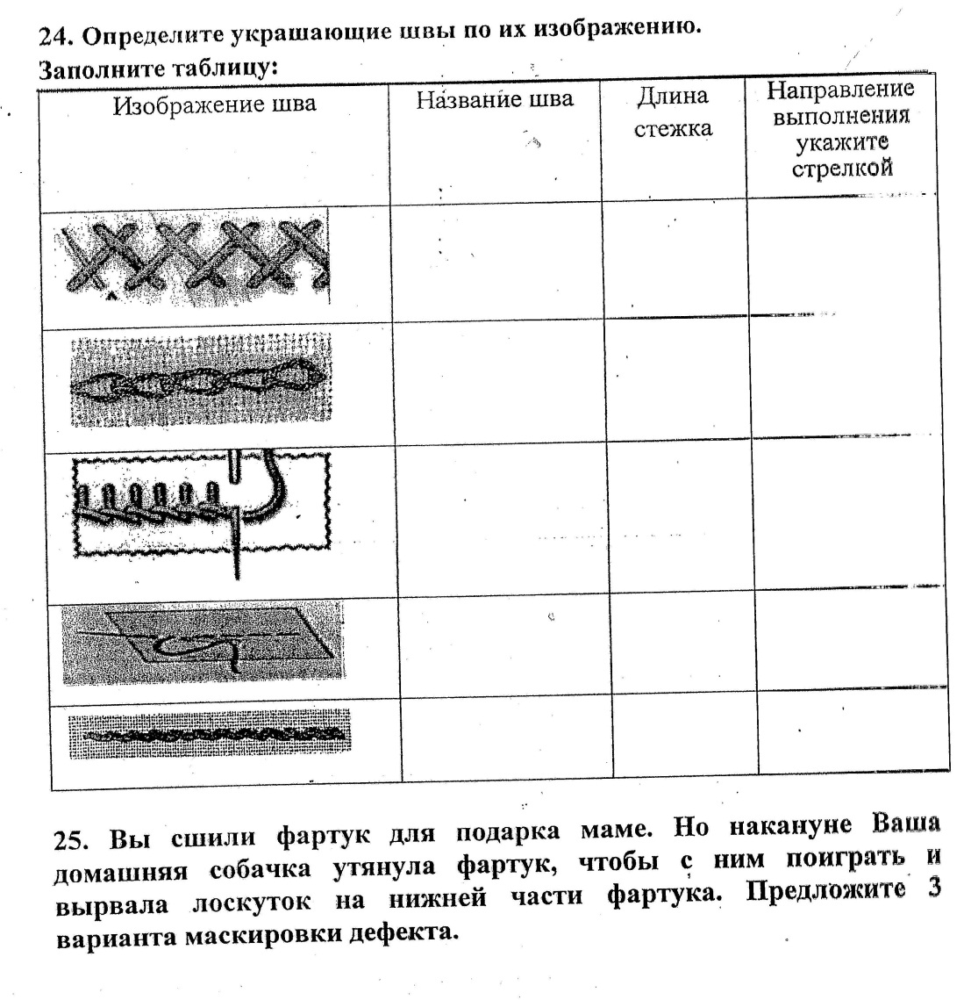 24. Определите украшающие швы по их изображению.
Заполните таблицу:
Изображение шва
Название шва
Длина
стежка
Направление
выполнения
укажите
стрелкой
25. Вы сшили фартук для подарка маме. Но накануне Ваша
домашняя собачка утянула фартук, чтобы с ним поиграть и
вырвала лоскуток на нижней части фартука. Предложите 3
варианта маскировки дефекта.